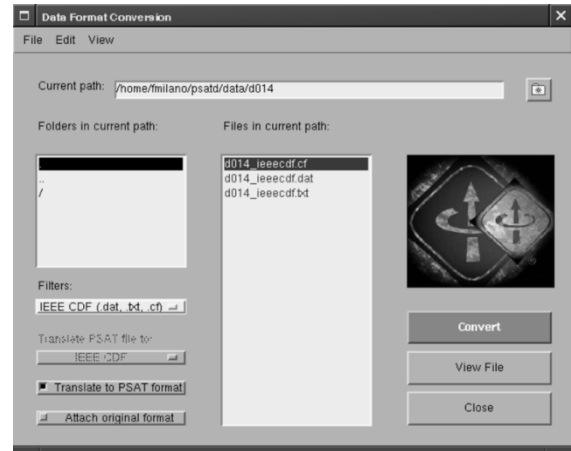 Data Format Conversion
File Edit View
Current path: /home/fmilano/psatd/data/d014
Folders in current path:
Files in current path:
..
/
d014_ieeecdf.cf
d014_ieeecdf.dat
d014_ieeecdf.txt
Filters:
IEEE CDF (.dat, .txt, .cf)
Translate PSAT file to:
IEEE CDF
Translate to PSAT format
Attach original format
Convert
View File
Close